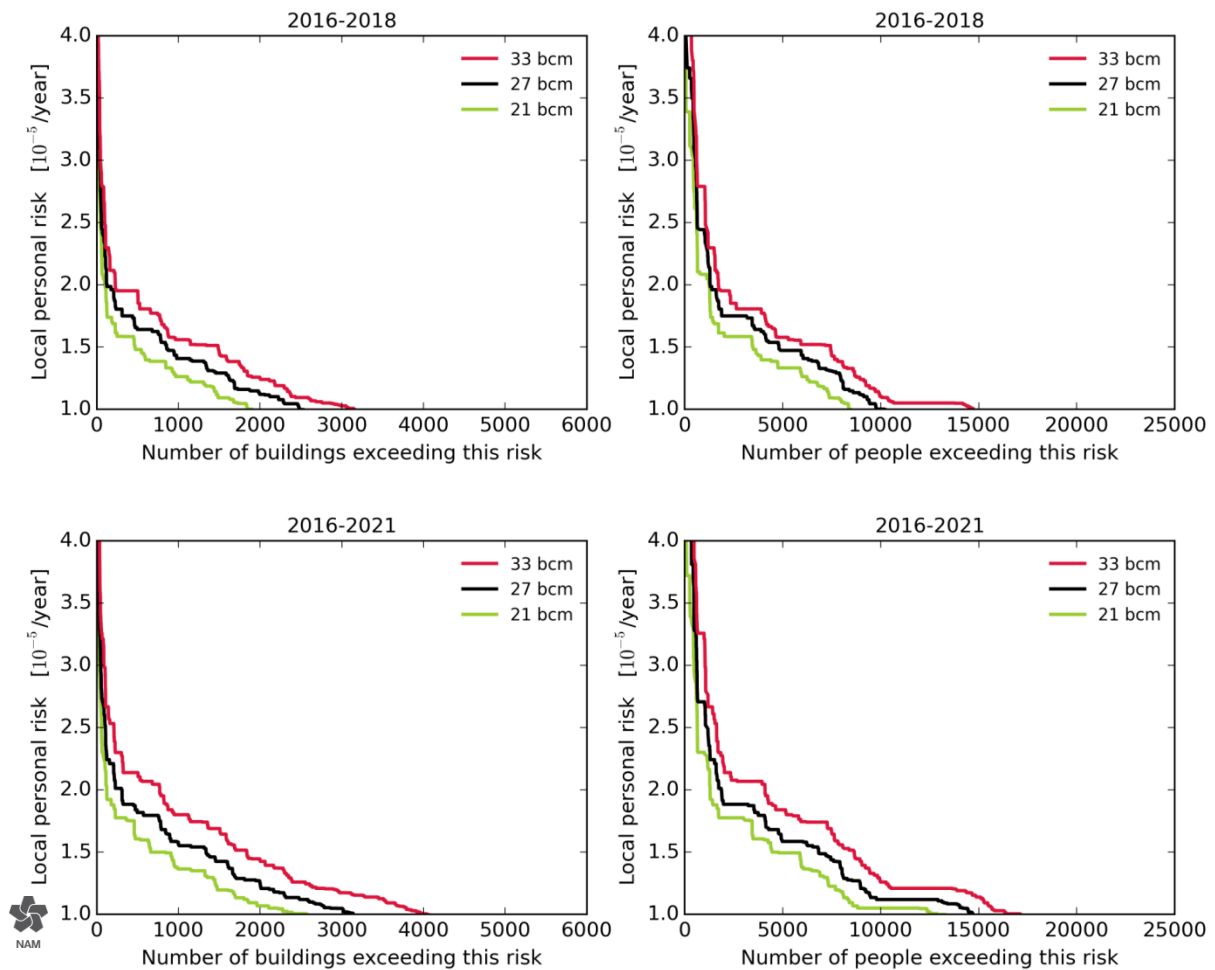 2016-2018
4.0
3.5
3.0
2.5
2.0
1.5
1.0
Local personal risk [10⁻⁵/year]
33 bcm
27 bcm
21 bcm
0 1000 2000 3000 4000 5000 6000
Number of buildings exceeding this risk
2016-2018
4.0
3.5
3.0
2.5
2.0
1.5
1.0
Local personal risk [10⁻⁵/year]
33 bcm
27 bcm
21 bcm
0 5000 10000 15000 20000 25000
Number of people exceeding this risk
2016-2021
4.0
3.5
3.0
2.5
2.0
1.5
1.0
Local personal risk [10⁻⁵/year]
33 bcm
27 bcm
21 bcm
0 1000 2000 3000 4000 5000 6000
Number of buildings exceeding this risk
2016-2021
4.0
3.5
3.0
2.5
2.0
1.5
1.0
Local personal risk [10⁻⁵/year]
33 bcm
27 bcm
21 bcm
0 5000 10000 15000 20000 25000
Number of people exceeding this risk
NAM